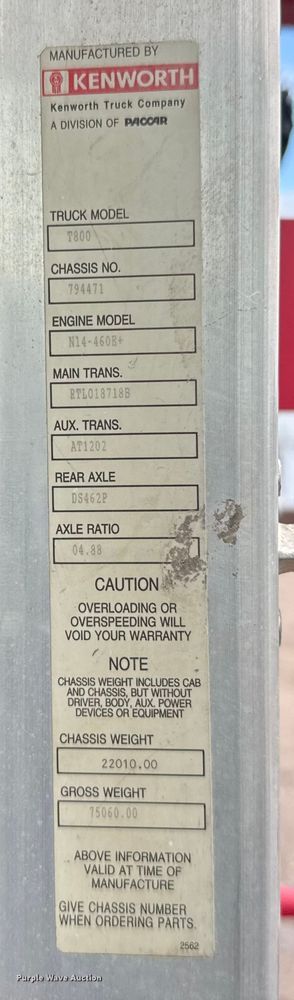 MANUFACTURED BY
KENWORTH
Kenworth Truck Company
A DIVISION OF PACCAR
TRUCK MODEL
T800
CHASSIS NO.
794471
ENGINE MODEL
N14-460E+
MAIN TRANS.
RTLO18718B
AUX. TRANS.
AT1202
REAR AXLE
DS462P
AXLE RATIO
04.88
CAUTION
OVERLOADING OR
OVERSPEEDING WILL
VOID YOUR WARRANTY
NOTE
CHASSIS WEIGHT INCLUDES CAB
AND CHASSIS, BUT WITHOUT
DRIVER, BODY, AUX. POWER
DEVICES OR EQUIPMENT
CHASSIS WEIGHT
22010.00
GROSS WEIGHT
75060.00
ABOVE INFORMATION
VALID AT TIME OF
MANUFACTURE
GIVE CHASSIS NUMBER
WHEN ORDERING PARTS.
2562
Purple Wave Auction